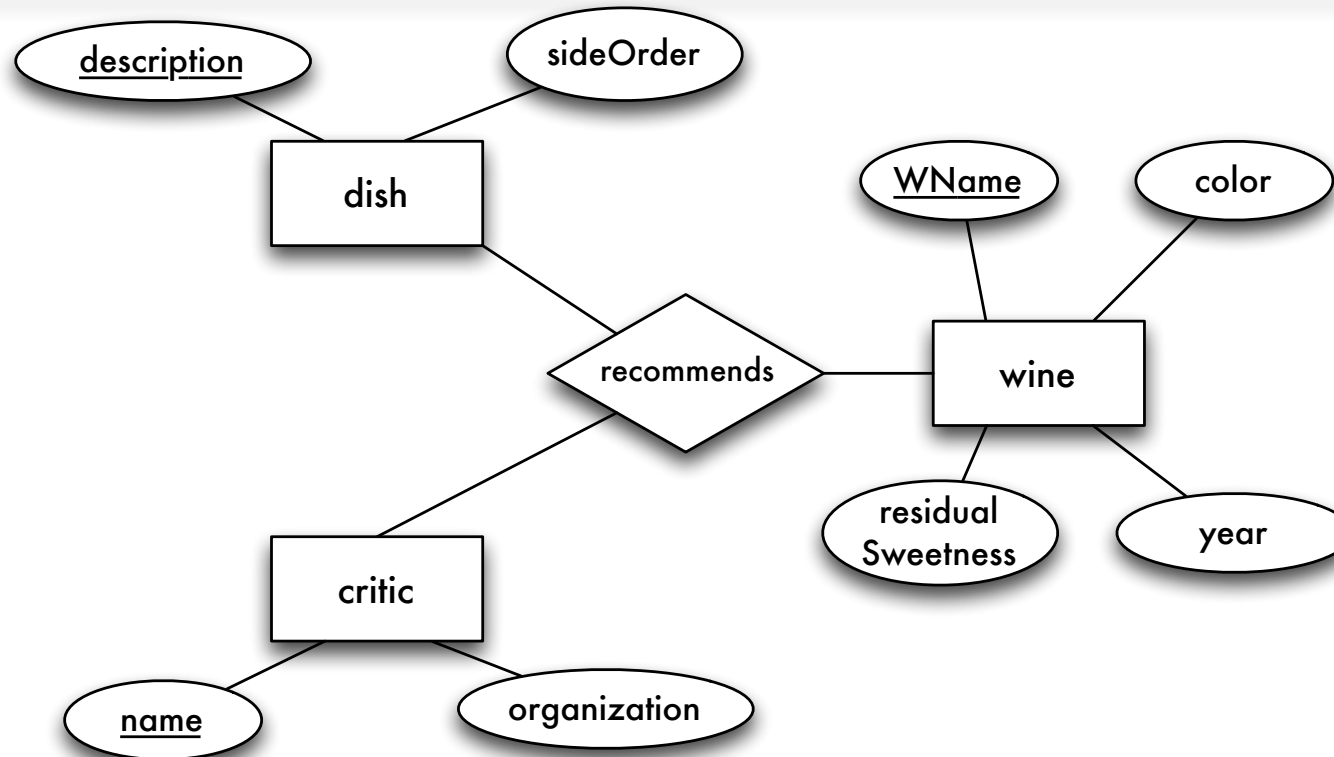 description
sideOrder
dish
WName
color
recommends
wine
residual
Sweetness
year
critic
name
organization